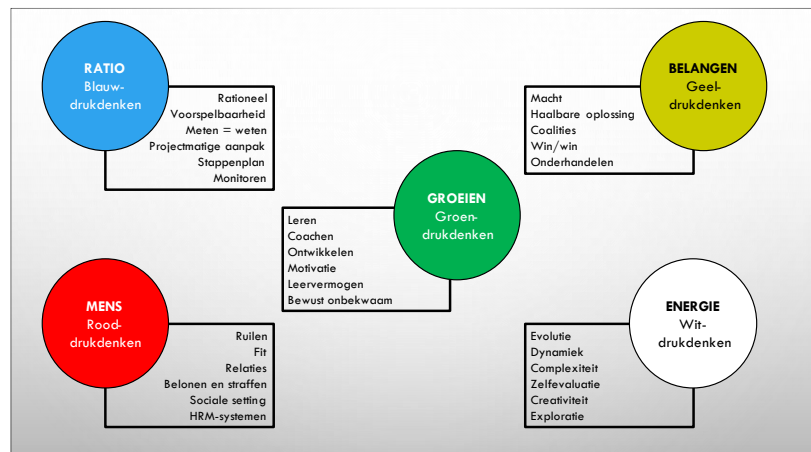 RATIO
Blauw-
drukdenken
Rationeel
Voorspelbaarheid
Meten = weten
Projectmatige aanpak
Stappenplan
Monitoren
BELANGEN
Geel-
drukdenken
Macht
Haalbare oplossing
Coalities
Win/win
Onderhandelen
GROEIEN
Groen-
drukdenken
Leren
Coachen
Ontwikkelen
Motivatie
Leervermogen
Bewust onbekwaam
MENS
Rood-
drukdenken
Ruilen
Fit
Relaties
Belonen en straffen
Sociale setting
HRM-systemen
ENERGIE
Wit-
drukdenken
Evolutie
Dynamiek
Complexiteit
Zelfevaluatie
Creativiteit
Exploratie